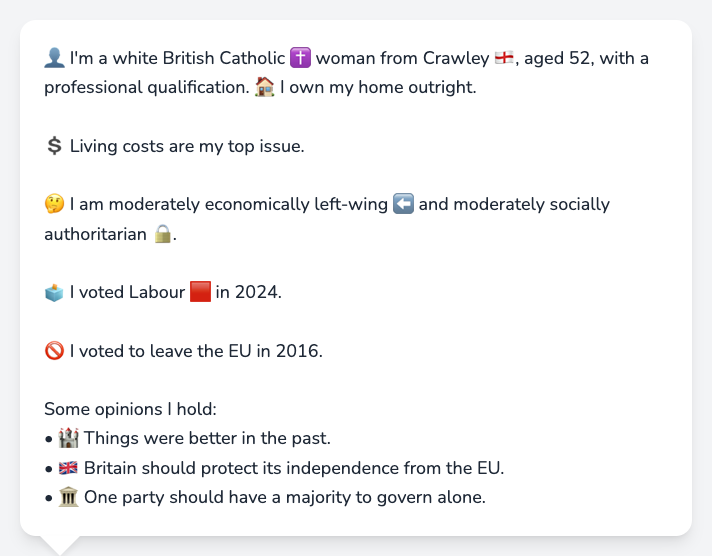 👤 I'm a white British Catholic ✝️ woman from Crawley 🏴󠁧󠁢󠁥󠁮󠁧󠁿, aged 52, with a
professional qualification. 🏠 I own my home outright.
💲 Living costs are my top issue.
🤔 I am moderately economically left-wing ⬅️ and moderately socially
authoritarian 🔒.
🗳️ I voted Labour 🟥 in 2024.
🚫 I voted to leave the EU in 2016.
Some opinions I hold:
• 🏰 Things were better in the past.
• 🇬🇧 Britain should protect its independence from the EU.
• 🏛️ One party should have a majority to govern alone.